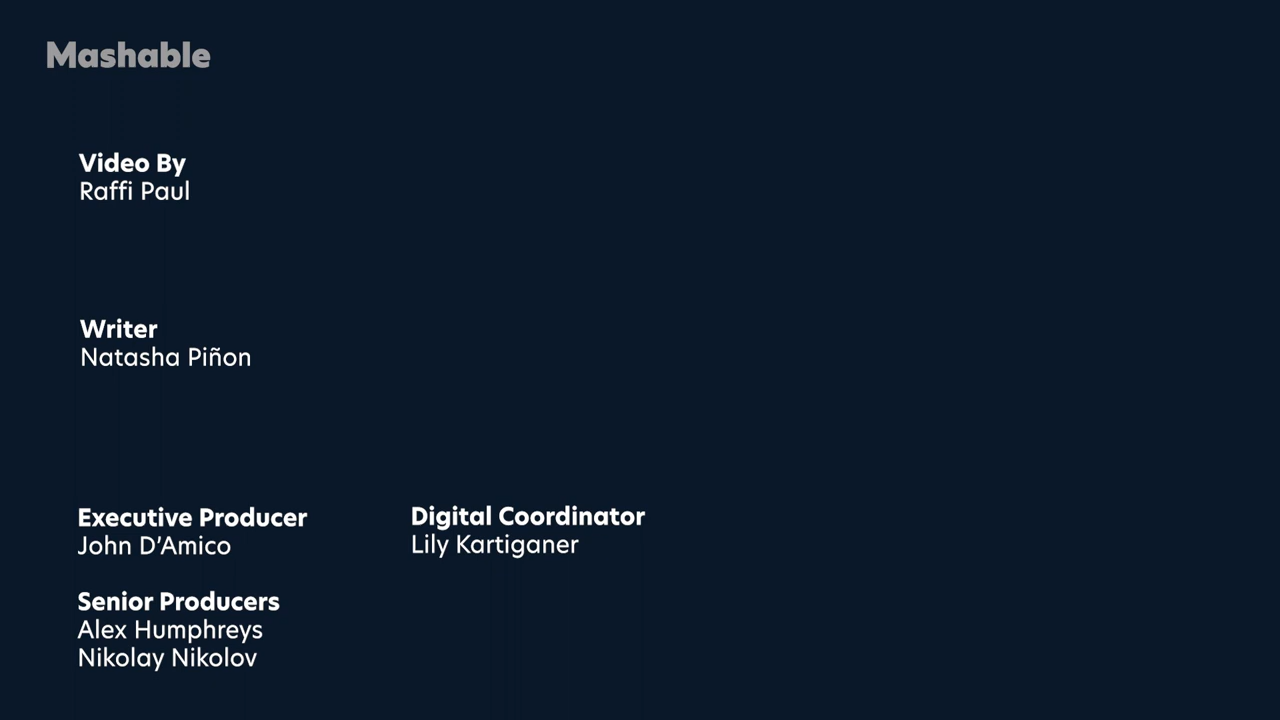 Mashable
Video By
Raffi Paul
Writer
Natasha Piñon
Executive Producer
John D’Amico
Senior Producers
Alex Humphreys
Nikolay Nikolov
Digital Coordinator
Lily Kartiganer